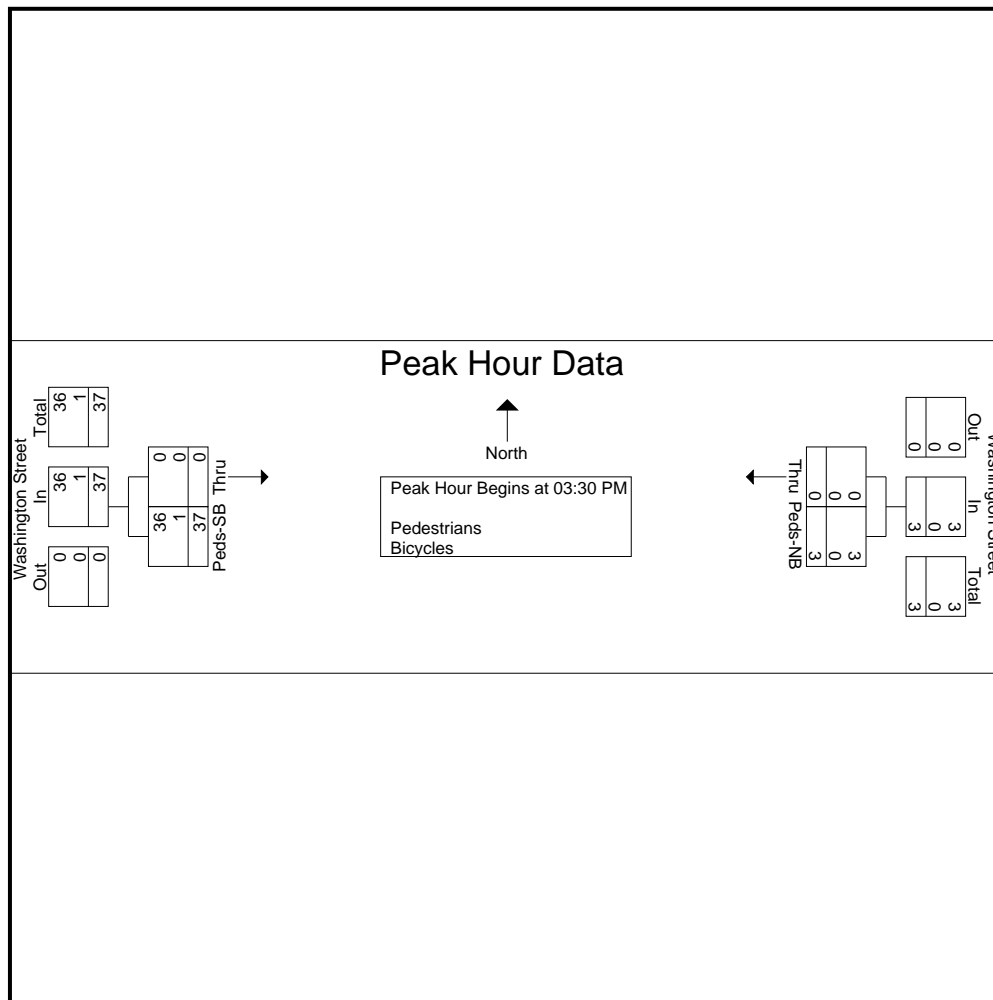 Peak Hour Data
North
Peak Hour Begins at 03:30 PM
Pedestrians
Bicycles
Washington Street
Out In Total
0 36 36
0 1 1
0 37 37
36 0
1 0
37 0
Peds-SB Thru
Washington Street
Out In Total
0 3 3
0 0 0
0 3 3
0 3
0 0
0 3
Thru Peds-NB